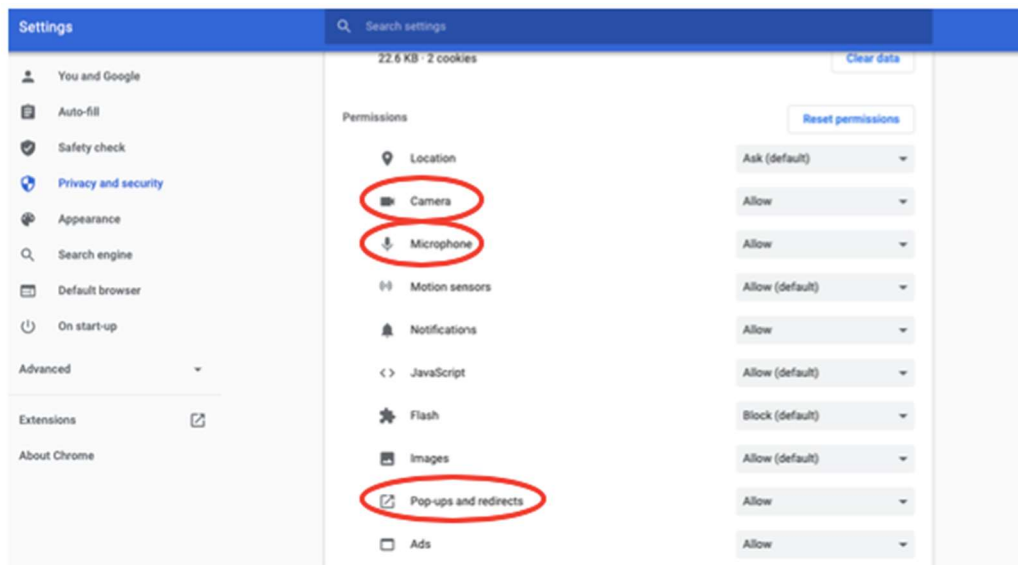 Settings
Search settings
You and Google
Auto-fill
Safety check
Privacy and security
Appearance
Search engine
Default browser
On start-up
Advanced
Extensions
About Chrome
22.6 KB · 2 cookies
Clear data
Permissions
Reset permissions
Location Ask (default)
Camera Allow
Microphone Allow
Motion sensors Allow (default)
Notifications Allow
JavaScript Allow (default)
Flash Block (default)
Images Allow (default)
Pop-ups and redirects Allow
Ads Allow